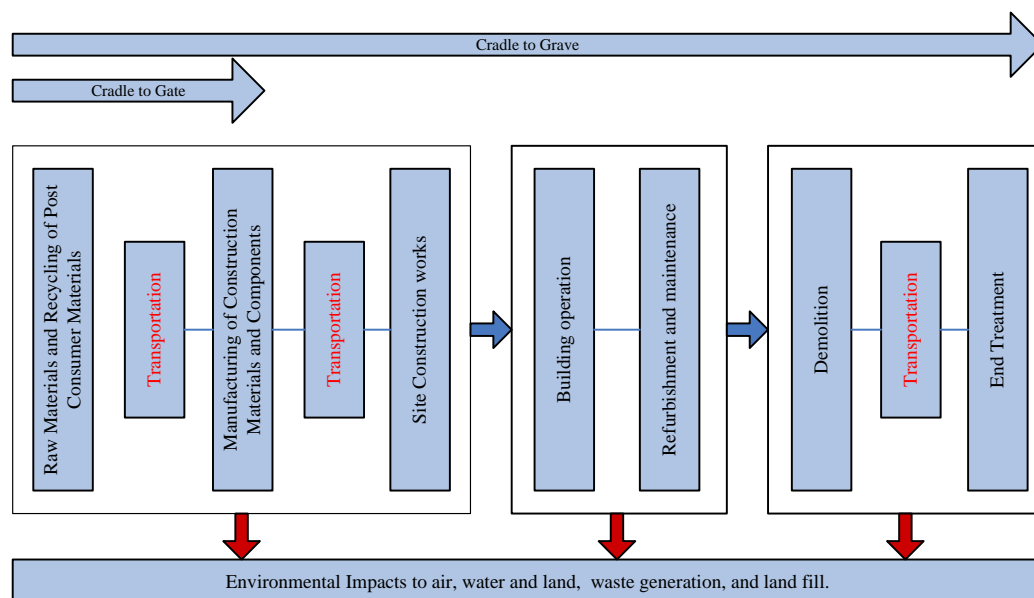 Cradle to Grave
Cradle to Gate
Raw Materials and Recycling of Post
Consumer Materials
Transportation
Manufacturing of Construction
Materials and Components
Transportation
Site Construction works
Building operation
Refurbishment and maintenance
Demolition
Transportation
End Treatment
Environmental Impacts to air, water and land,  waste generation, and land fill.